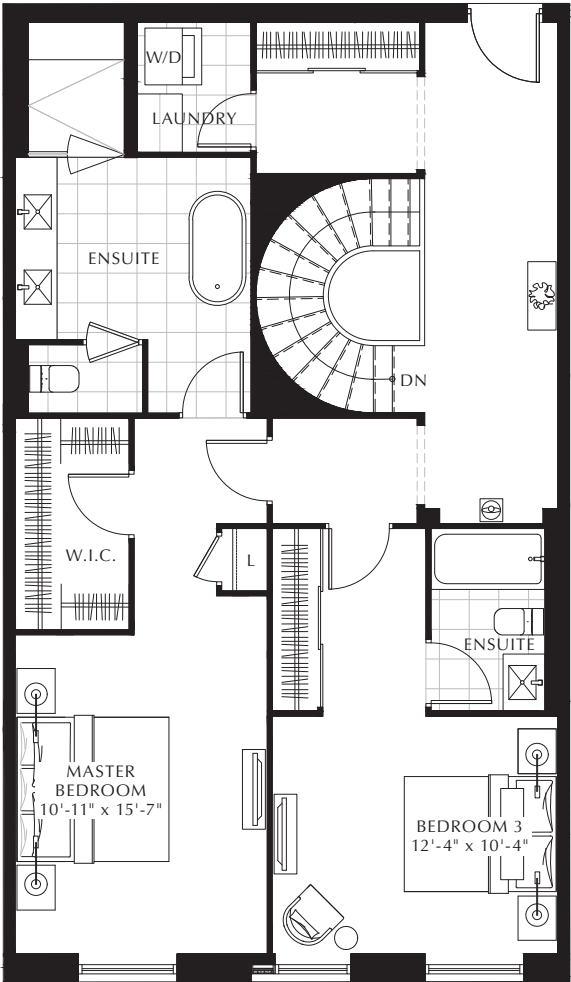 W/D
LAUNDRY
ENSUITE
DN
W.I.C.
L
ENSUITE
MASTER
BEDROOM
10'-11" x 15'-7"
BEDROOM 3
12'-4" x 10'-4"